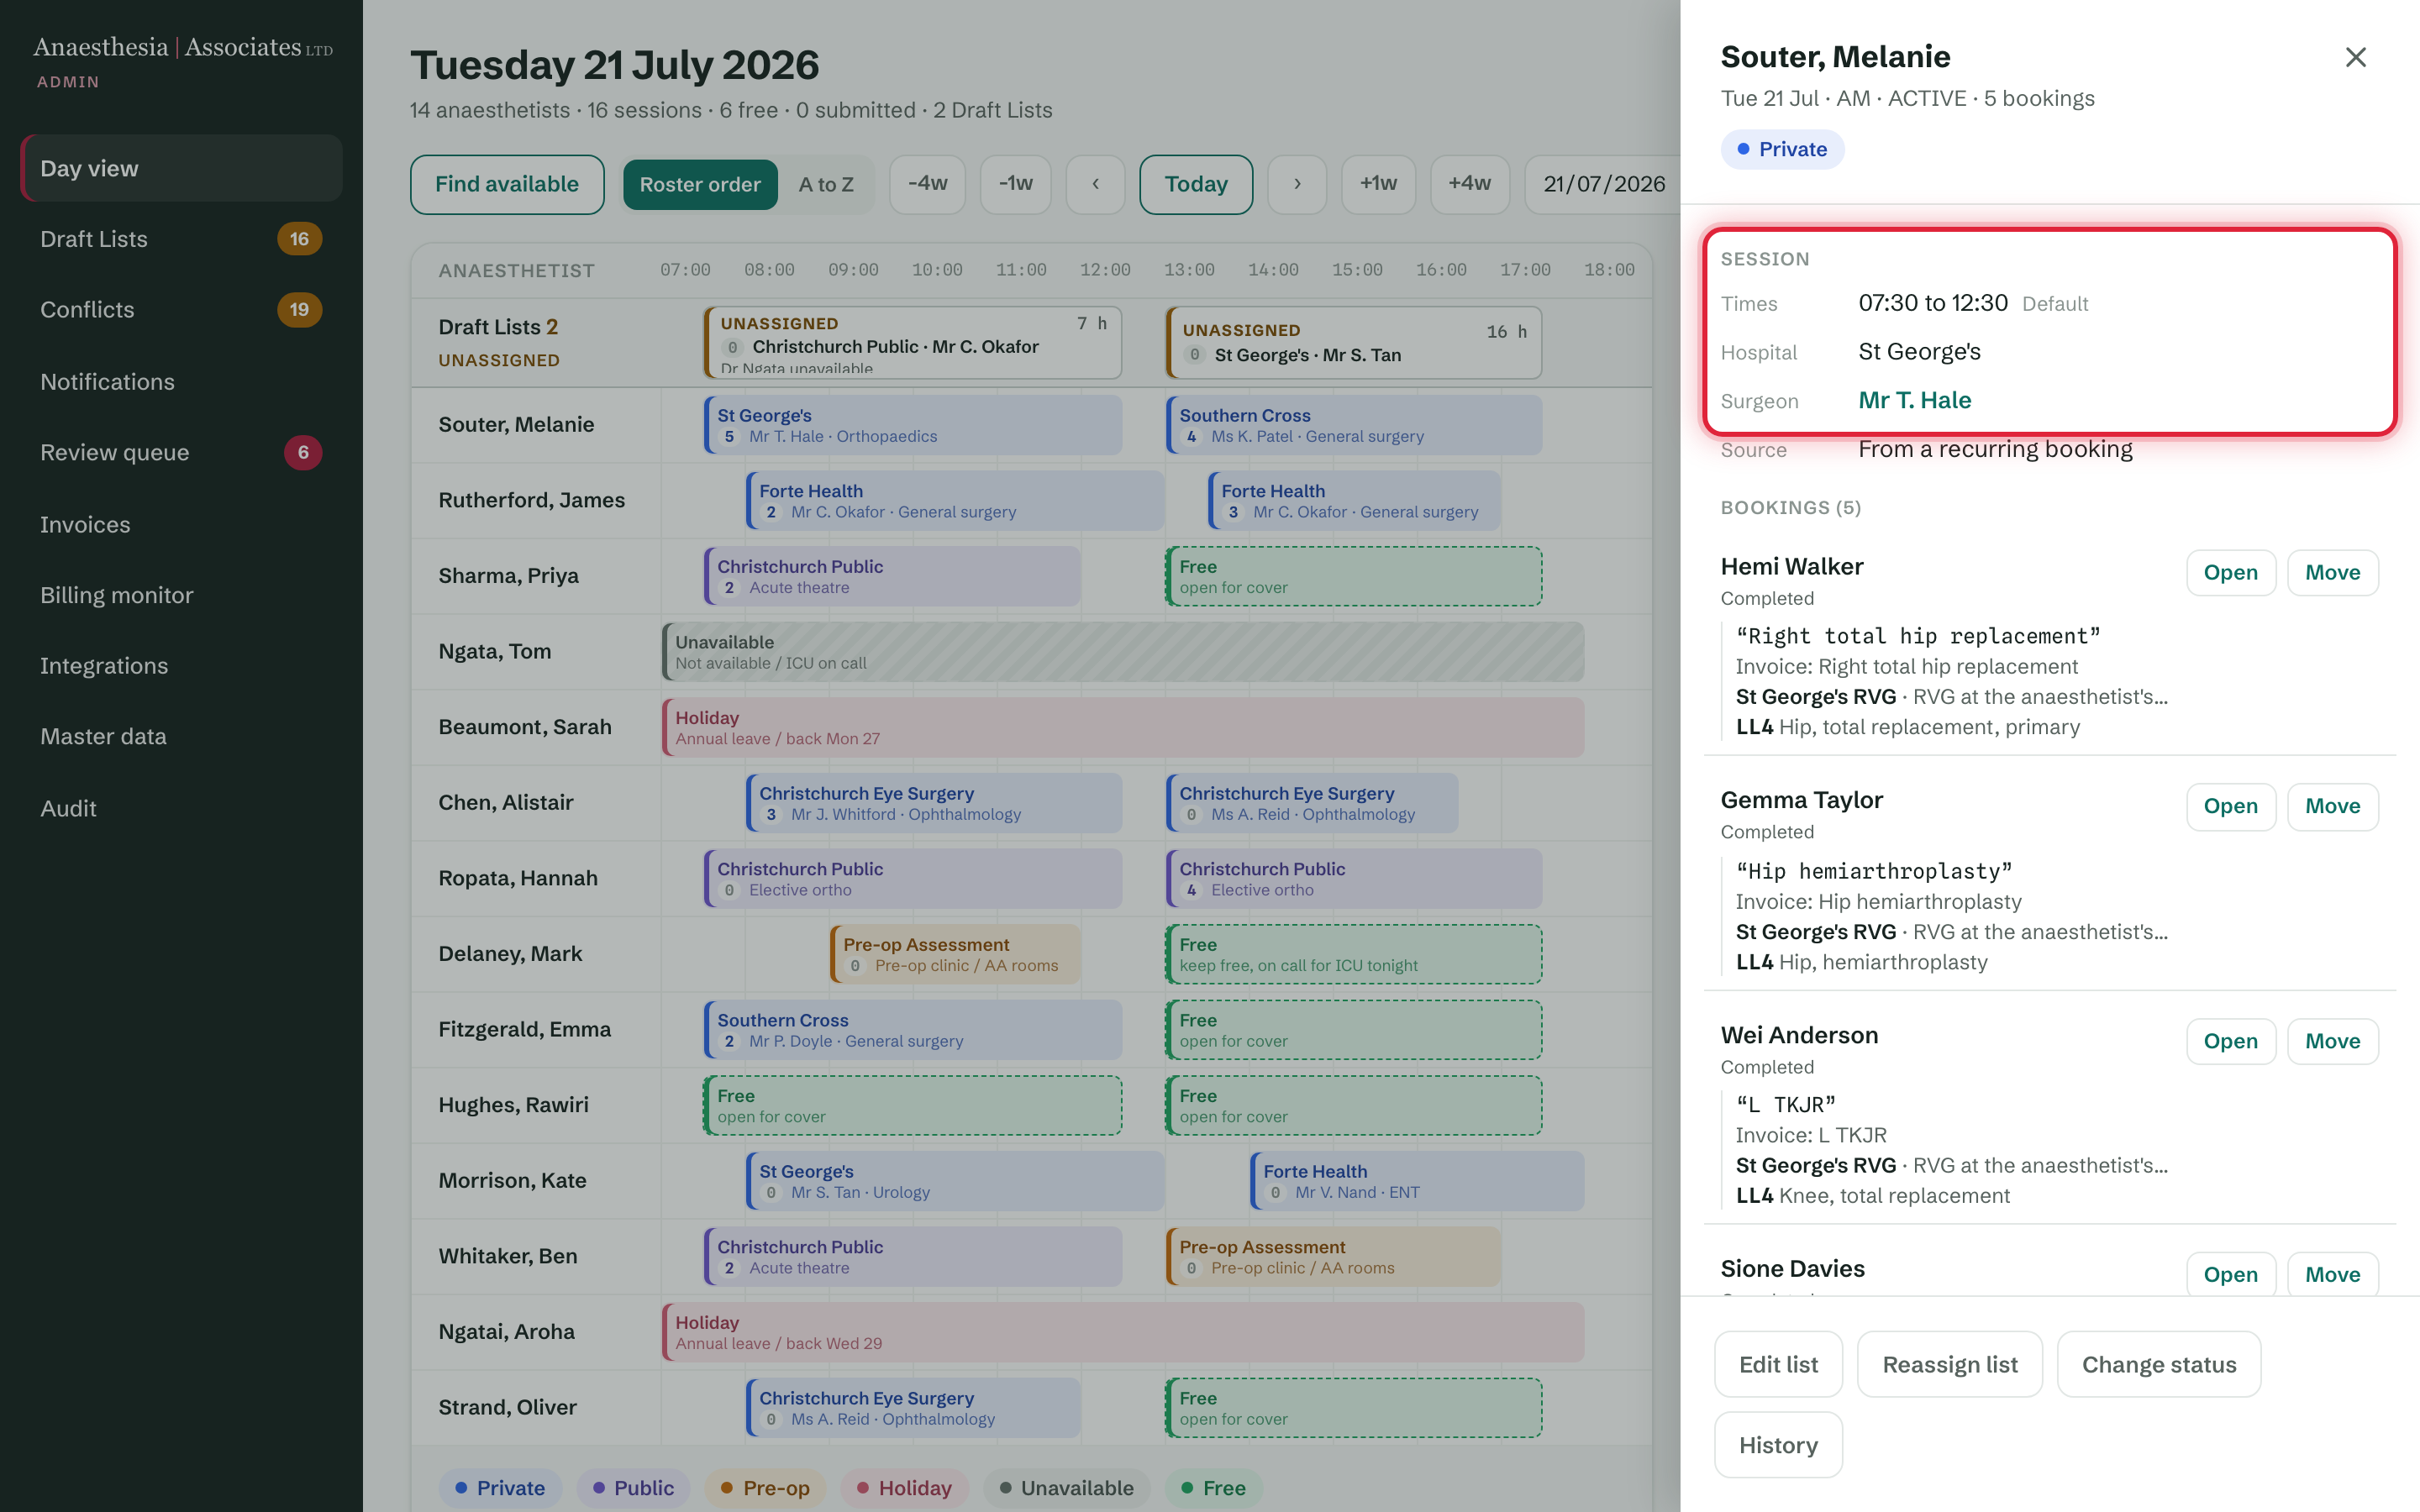 Anaesthesia | Associates LTD
ADMIN
Day view
Draft Lists 16
Conflicts 19
Notifications
Review queue 6
Invoices
Billing monitor
Integrations
Master data
Audit
Tuesday 21 July 2026
14 anaesthetists · 16 sessions · 6 free · 0 submitted · 2 Draft Lists
Find available
Roster order
A to Z
-4w
-1w
‹
Today
›
+1w
+4w
21/07/2026
ANAESTHETIST 07:00 08:00 09:00 10:00 11:00 12:00 13:00 14:00 15:00 16:00 17:00 18:00
Draft Lists 2
UNASSIGNED
UNASSIGNED 7 h
0 Christchurch Public · Mr C. Okafor
Dr Ngata unavailable
UNASSIGNED 16 h
0 St George's · Mr S. Tan
Souter, Melanie
St George's
5 Mr T. Hale · Orthopaedics
Southern Cross
4 Ms K. Patel · General surgery
Rutherford, James
Forte Health
2 Mr C. Okafor · General surgery
Forte Health
3 Mr C. Okafor · General surgery
Sharma, Priya
Christchurch Public
2 Acute theatre
Free
open for cover
Ngata, Tom
Unavailable
Not available / ICU on call
Beaumont, Sarah
Holiday
Annual leave / back Mon 27
Chen, Alistair
Christchurch Eye Surgery
3 Mr J. Whitford · Ophthalmology
Christchurch Eye Surgery
0 Ms A. Reid · Ophthalmology
Ropata, Hannah
Christchurch Public
0 Elective ortho
Christchurch Public
4 Elective ortho
Delaney, Mark
Pre-op Assessment
0 Pre-op clinic / AA rooms
Free
keep free, on call for ICU tonight
Fitzgerald, Emma
Southern Cross
2 Mr P. Doyle · General surgery
Free
open for cover
Hughes, Rawiri
Free
open for cover
Free
open for cover
Morrison, Kate
St George's
0 Mr S. Tan · Urology
Forte Health
0 Mr V. Nand · ENT
Whitaker, Ben
Christchurch Public
2 Acute theatre
Pre-op Assessment
0 Pre-op clinic / AA rooms
Ngatai, Aroha
Holiday
Annual leave / back Wed 29
Strand, Oliver
Christchurch Eye Surgery
0 Ms A. Reid · Ophthalmology
Free
open for cover
Private
Public
Pre-op
Holiday
Unavailable
Free
Souter, Melanie
Tue 21 Jul · AM · ACTIVE · 5 bookings
Private
SESSION
Times 07:30 to 12:30 Default
Hospital St George's
Surgeon Mr T. Hale
Source From a recurring booking
BOOKINGS (5)
Hemi Walker
Open
Move
Completed
“Right total hip replacement”
Invoice: Right total hip replacement
St George's RVG · RVG at the anaesthetist's...
LL4 Hip, total replacement, primary
Gemma Taylor
Open
Move
Completed
“Hip hemiarthroplasty”
Invoice: Hip hemiarthroplasty
St George's RVG · RVG at the anaesthetist's...
LL4 Hip, hemiarthroplasty
Wei Anderson
Open
Move
Completed
“L TKJR”
Invoice: L TKJR
St George's RVG · RVG at the anaesthetist's...
LL4 Knee, total replacement
Sione Davies
Open
Move
Edit list
Reassign list
Change status
History